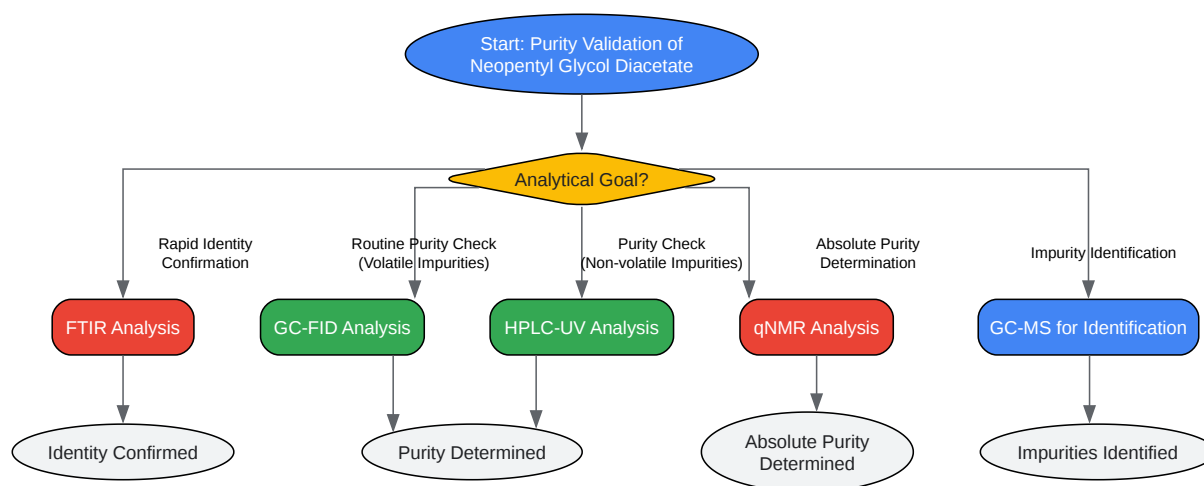 Start: Purity Validation of
Neopentyl Glycol Diacetate
Analytical Goal?
Rapid Identity
Confirmation
Routine Purity Check
(Volatile Impurities)
Purity Check
(Non-volatile Impurities)
Absolute Purity
Determination
Impurity Identification
FTIR Analysis
GC-FID Analysis
HPLC-UV Analysis
qNMR Analysis
GC-MS for Identification
Identity Confirmed
Purity Determined
Absolute Purity
Determined
Impurities Identified